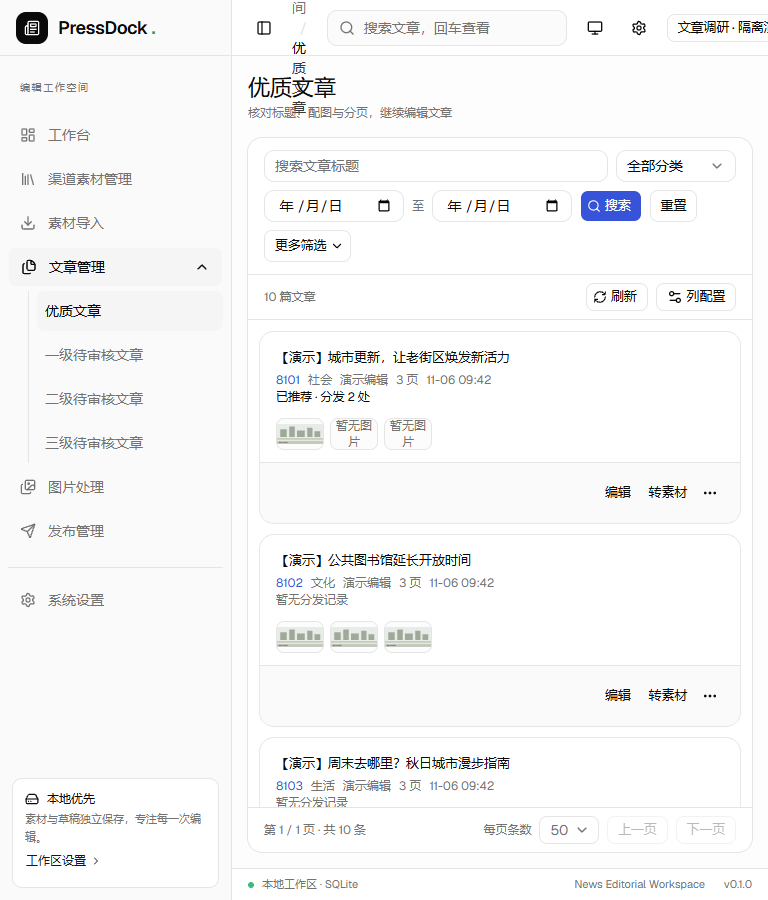 PressDock.
编辑工作空间
工作台
渠道素材管理
素材导入
文章管理
优质文章
一级待审核文章
二级待审核文章
三级待审核文章
图片处理
发布管理
系统设置
本地优先
素材与草稿独立保存，专注每一次编
辑。
工作区设置
间
/
优
质
文
章
搜索文章，回车查看
文章调研 · 隔离
优质文章
核对标题、配图与分页，继续编辑文章
搜索文章标题
全部分类
年 / 月 / 日
至
年 / 月 / 日
搜索
重置
更多筛选
10 篇文章
刷新
列配置
【演示】城市更新，让老街区焕发新活力
8101 社会 演示编辑 3 页 11-06 09:42
已推荐 · 分发 2 处
暂无图
片
暂无图
片
编辑
转素材
【演示】公共图书馆延长开放时间
8102 文化 演示编辑 3 页 11-06 09:42
暂无分发记录
编辑
转素材
【演示】周末去哪里？秋日城市漫步指南
8103 生活 演示编辑 3 页 11-06 09:42
暂无分发记录
第 1 / 1 页 · 共 10 条
每页条数
50
上一页
下一页
本地工作区 · SQLite
News Editorial Workspace
v0.1.0